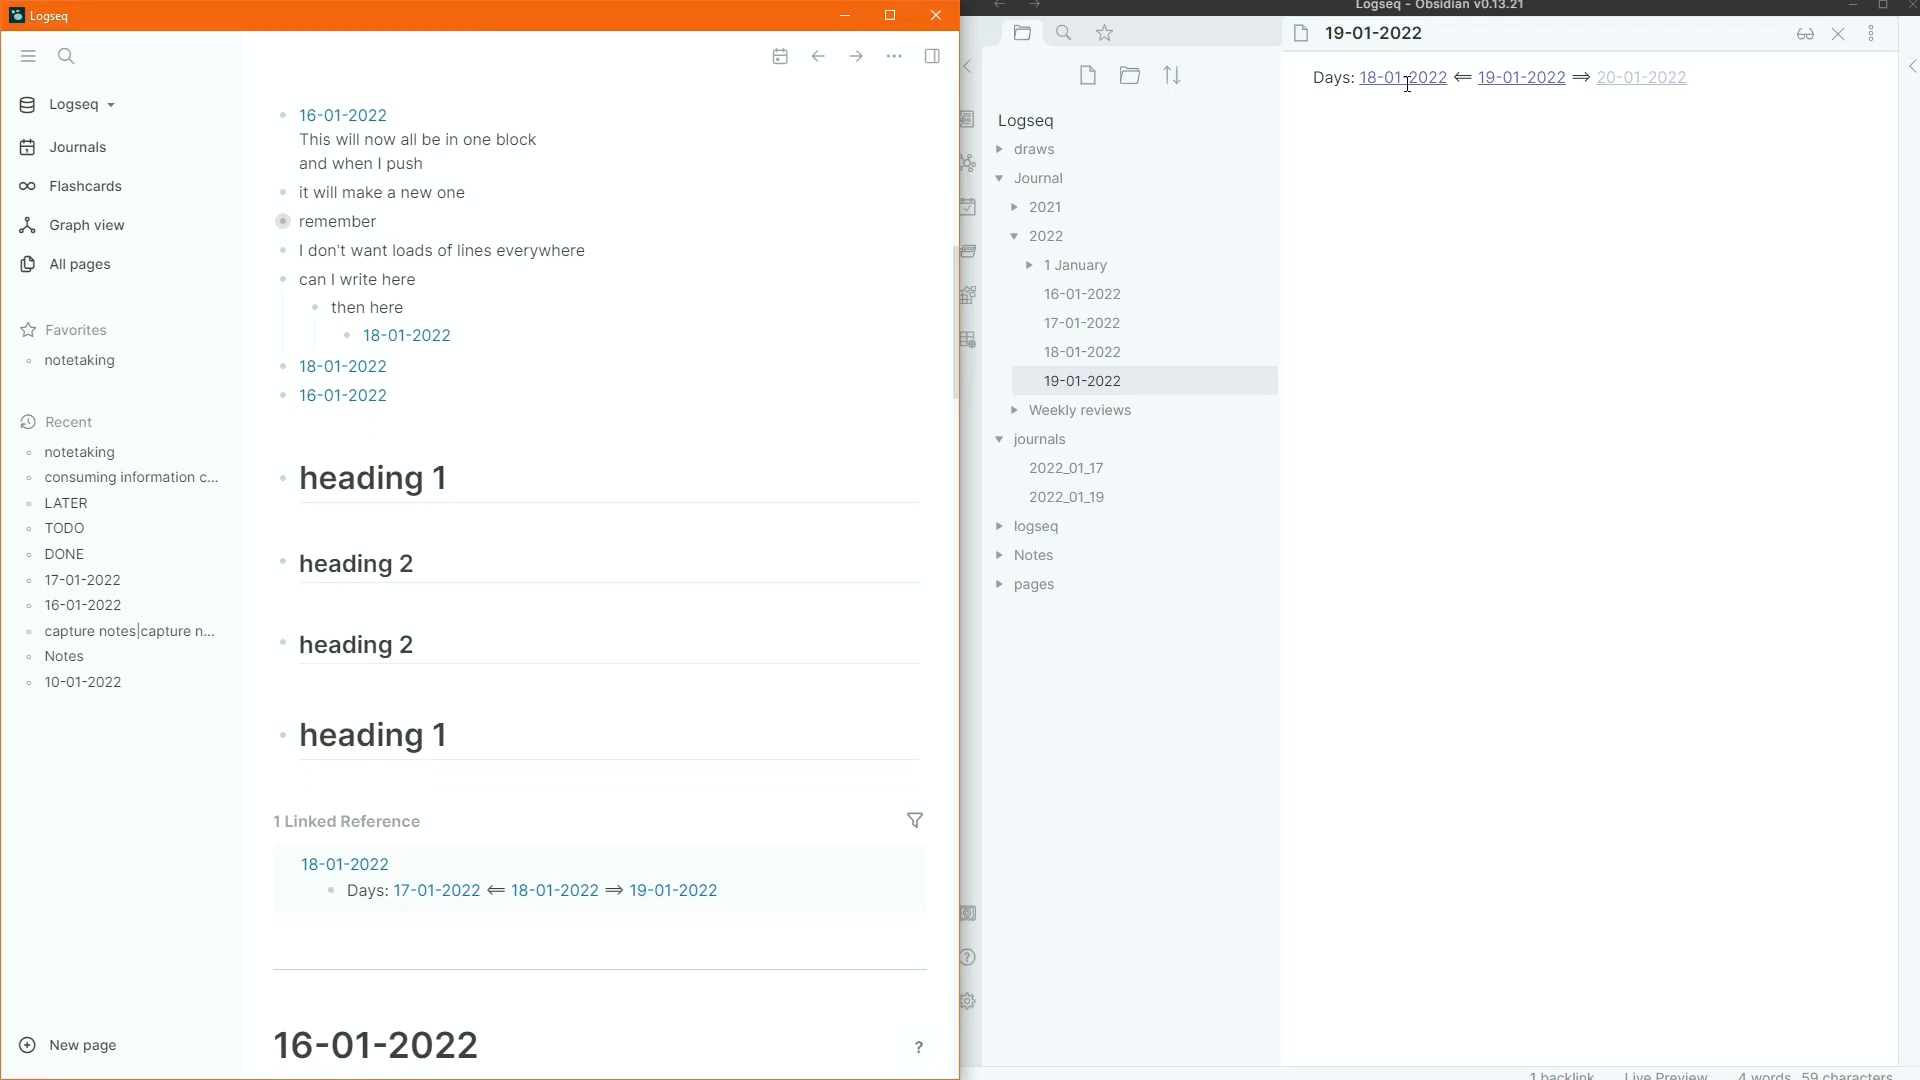 Logseq
Logseq
Journals
Flashcards
Graph view
All pages
Favorites
notetaking
Recent
notetaking
consuming information c...
LATER
TODO
DONE
17-01-2022
16-01-2022
capture notes|capture n...
Notes
10-01-2022
New page
16-01-2022
This will now all be in one block
and when I push
it will make a new one
remember
I don't want loads of lines everywhere
can I write here
then here
18-01-2022
18-01-2022
16-01-2022
heading 1
heading 2
heading 2
heading 1
1 Linked Reference
18-01-2022
Days: 17-01-2022 ⟸ 18-01-2022 ⟹ 19-01-2022
16-01-2022
?
Logseq - Obsidian v0.13.21
Logseq
draws
Journal
2021
2022
1 January
16-01-2022
17-01-2022
18-01-2022
19-01-2022
Weekly reviews
journals
2022_01_17
2022_01_19
logseq
Notes
pages
19-01-2022
Days: 18-01-2022 ⟸ 19-01-2022 ⟹ 20-01-2022
1 backlink Live Preview 4 words 59 characters